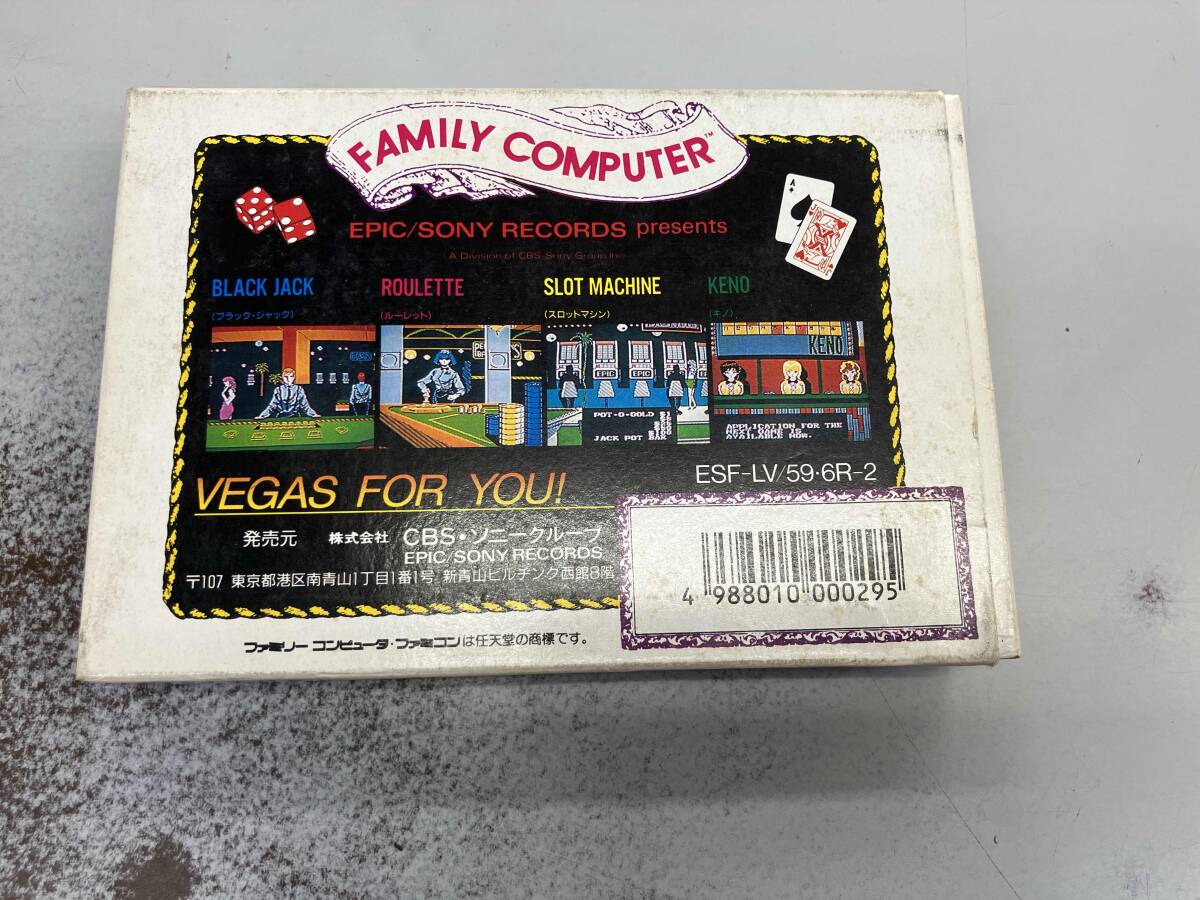 FAMILY COMPUTER™
EPIC/SONY RECORDS presents
A Division of CBS Sony Group Inc.
BLACK JACK ROULETTE SLOT MACHINE KENO
(ブラック・ジャック) (ルーレット) (スロットマシン) (キノ)
KENO
EPIC EPIC
POT-O-GOLD
JACK POT BAR
APPLICATION FOR THE
NEXT GAME IS
AVAILABLE NOW.
VEGAS FOR YOU!
ESF-LV/59・6R-2
発売元 株式会社 CBS・ソニーグループ
EPIC/SONY RECORDS
〒107 東京都港区南青山1丁目1番1号 新青山ビルヂング西館8階
4 988010 000295
ファミリーコンピュータ・ファミコンは任天堂の商標です。